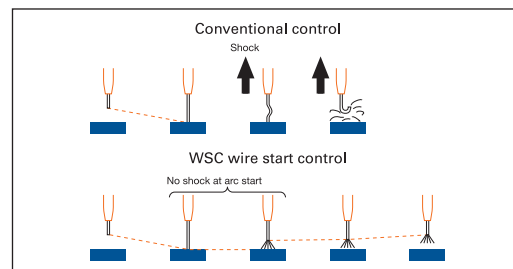 Conventional control
Shock
WSC wire start control
No shock at arc start